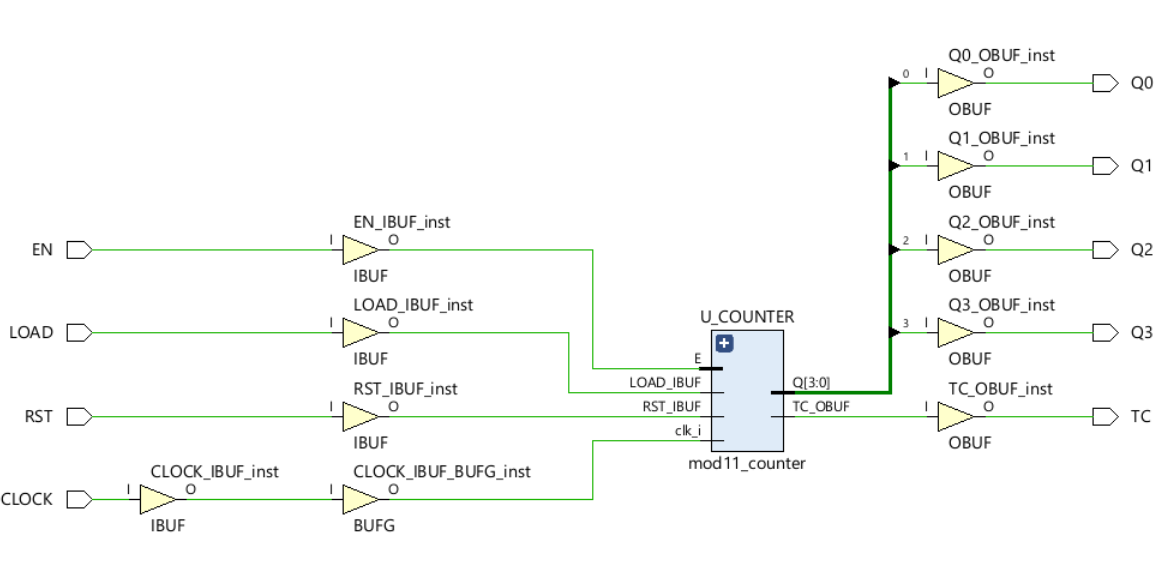 Q0_OBUF_inst
0
I
O
Q0
OBUF
Q1_OBUF_inst
1
I
O
Q1
OBUF
EN_IBUF_inst
Q2_OBUF_inst
EN
I
O
2
I
O
Q2
IBUF
OBUF
LOAD_IBUF_inst
Q3_OBUF_inst
U_COUNTER
LOAD
I
O
3
I
O
Q3
IBUF
OBUF
E
LOAD_IBUF
Q[3:0]
RST_IBUF_inst
TC_OBUF_inst
RST
I
O
RST_IBUF
TC_OBUF
I
O
TC
IBUF
clk_i
OBUF
mod11_counter
CLOCK_IBUF_inst
CLOCK_IBUF_BUFG_inst
CLOCK
I
O
I
O
IBUF
BUFG